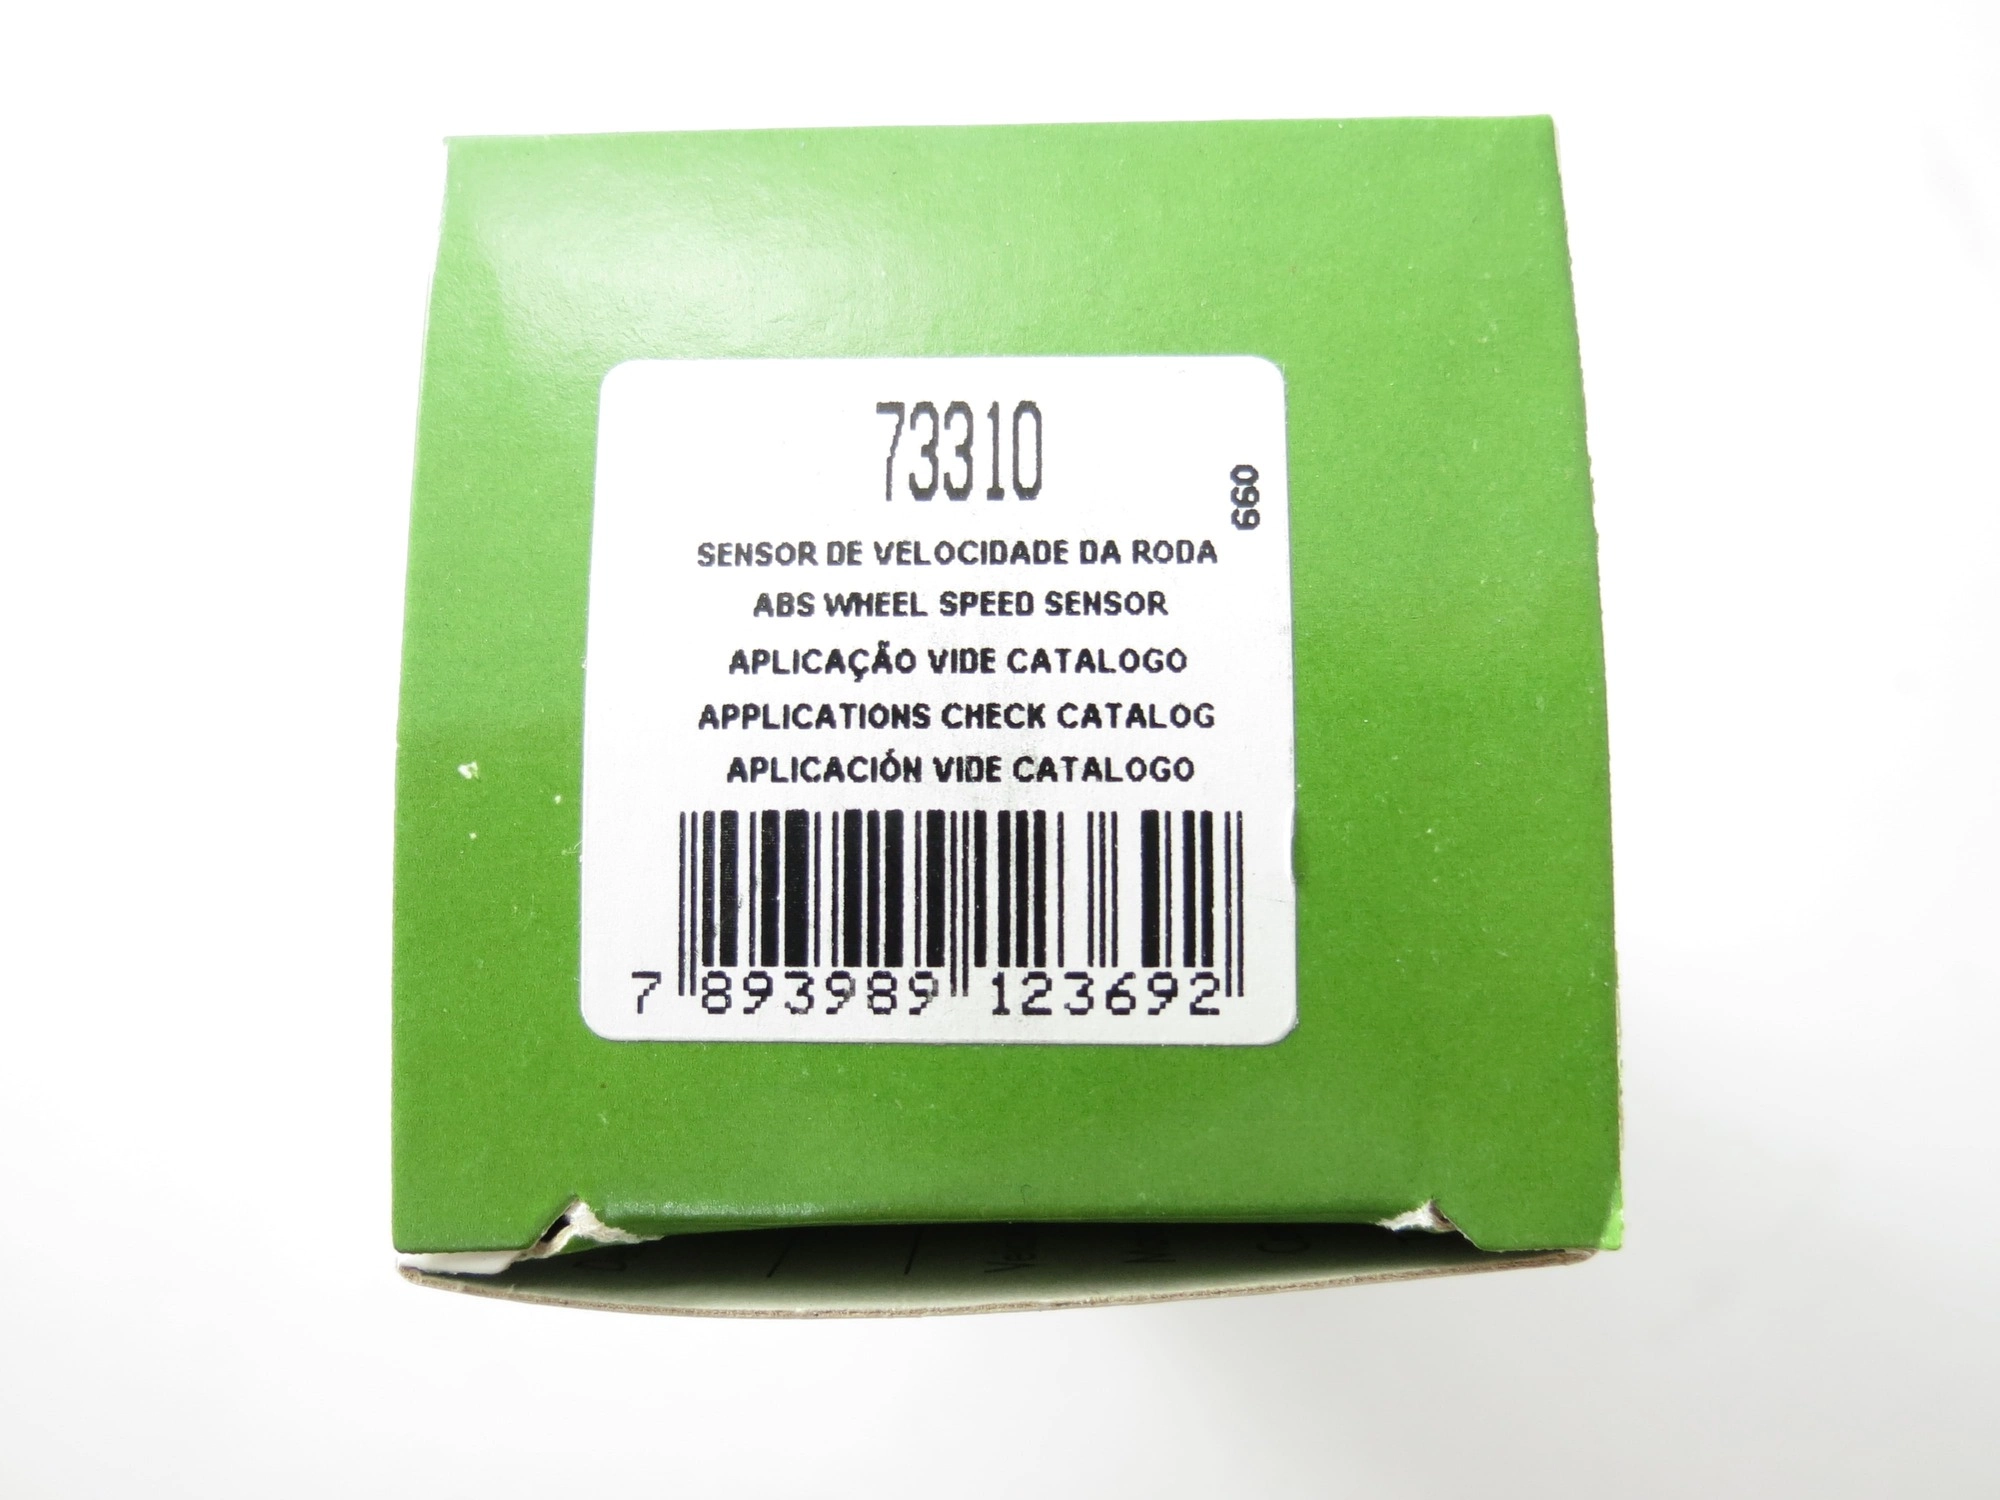 73310
660
SENSOR DE VELOCIDADE DA RODA
ABS WHEEL SPEED SENSOR
APLICAÇÃO VIDE CATALOGO
APPLICATIONS CHECK CATALOG
APLICACIÓN VIDE CATALOGO
7 893989 123692